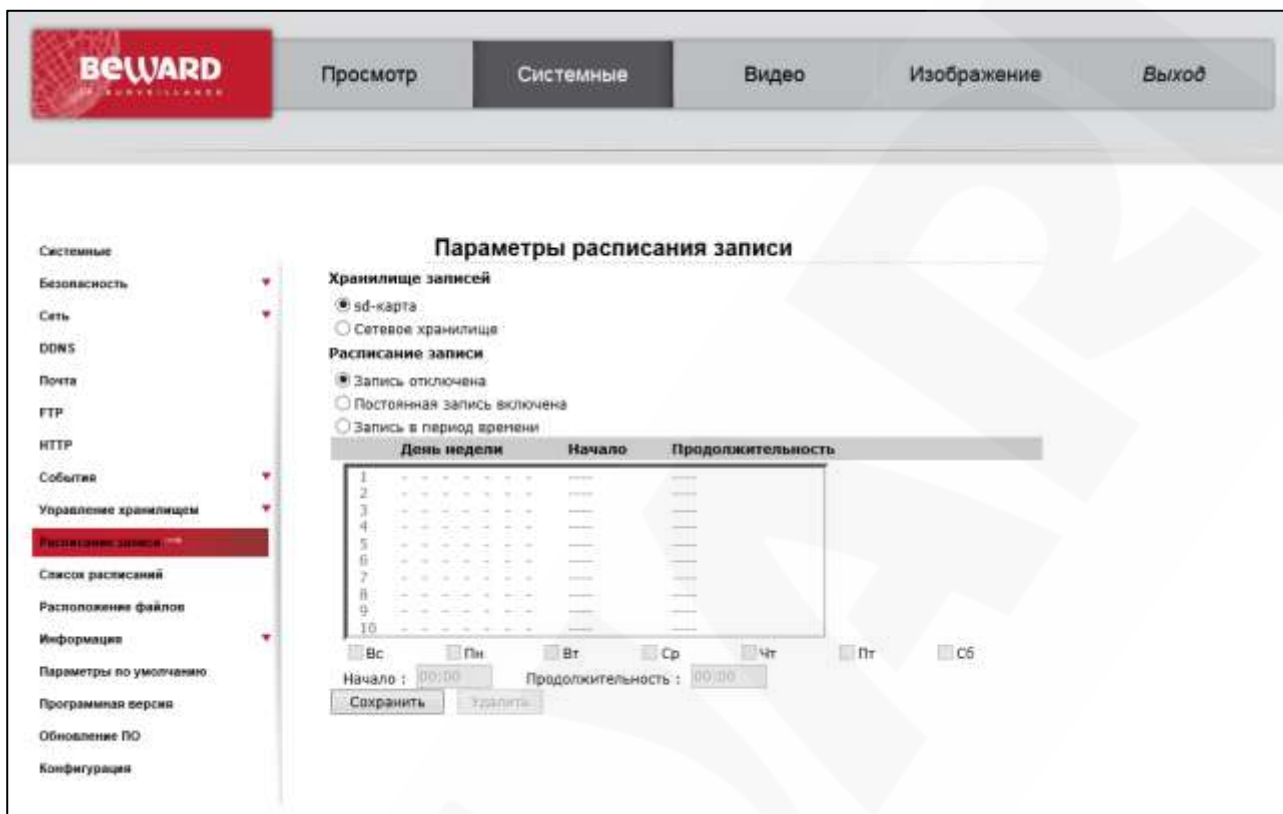 BEWARD
IP SURVEILLANCE
Просмотр Системные Видео Изображение Выход
Параметры расписания записи
Системные
Безопасность
Сеть
DDNS
Почта
FTP
HTTP
События
Управление хранилищем
Расписание записи
Список расписаний
Расположение файлов
Информация
Параметры по умолчанию
Программная версия
Обновление ПО
Конфигурация
Хранилище записей
sd-карта
Сетевое хранилище
Расписание записи
Запись отключена
Постоянная запись включена
Запись в период времени
День недели Начало Продолжительность
1 - - - - - - - ---- ----
2 - - - - - - - ---- ----
3 - - - - - - - ---- ----
4 - - - - - - - ---- ----
5 - - - - - - - ---- ----
6 - - - - - - - ---- ----
7 - - - - - - - ---- ----
8 - - - - - - - ---- ----
9 - - - - - - - ---- ----
10 - - - - - - - ---- ----
Вс Пн Вт Ср Чт Пт Сб
Начало : 00:00 Продолжительность : 00:00
Сохранить Удалить